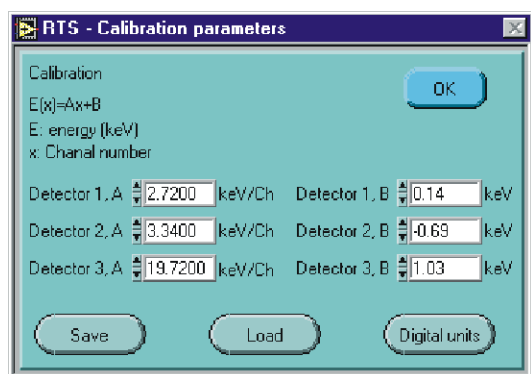 RTS - Calibration parameters
Calibration
OK
E(x)=Ax+B
E: energy (keV)
x: Chanal number
Detector 1, A 2.7200 keV/Ch Detector 1, B 0.14 keV
Detector 2, A 3.3400 keV/Ch Detector 2, B -0.69 keV
Detector 3, A 19.7200 keV/Ch Detector 3, B 1.03 keV
Save Load Digital units